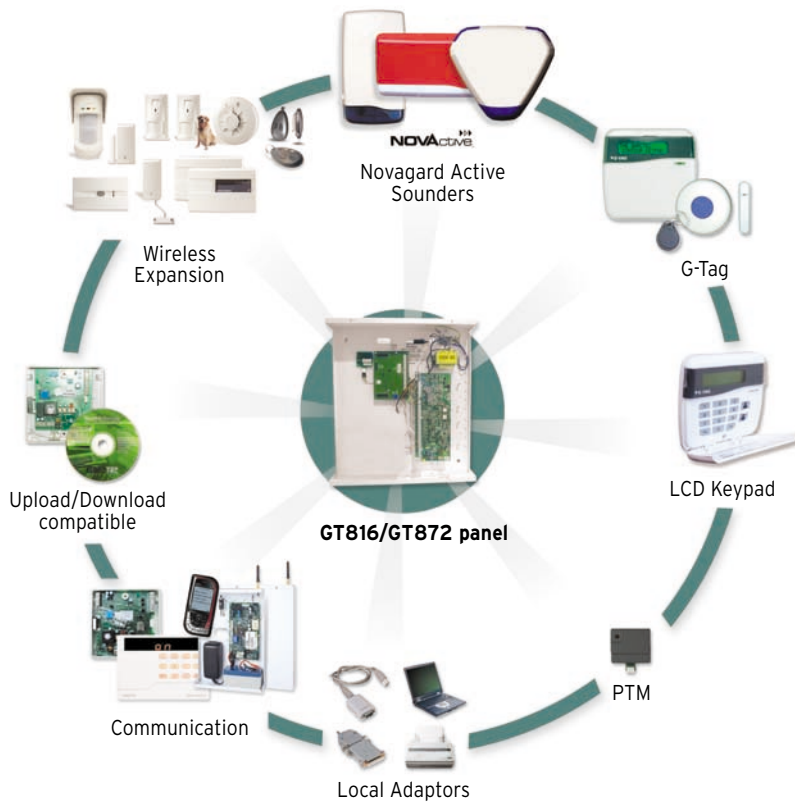 NOVActive
Novagard Active
Sounders
G-Tag
LCD Keypad
PTM
Local Adaptors
Communication
Upload/Download
compatible
Wireless
Expansion
GT816/GT872 panel